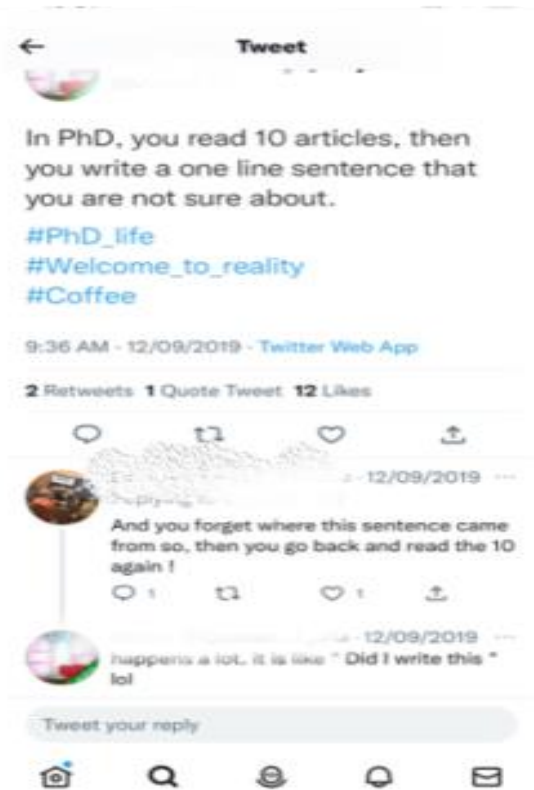 Tweet
In PhD, you read 10 articles, then
you write a one line sentence that
you are not sure about.
#PhD_life
#Welcome_to_reality
#Coffee
9:36 AM - 12/09/2019 - Twitter Web App
2 Retweets 1 Quote Tweet 12 Likes
- 12/09/2019 ...
And you forget where this sentence came
from so, then you go back and read the 10
again !
1 1
- 12/09/2019 ...
happens a lot, it is like " Did I write this "
lol
Tweet your reply